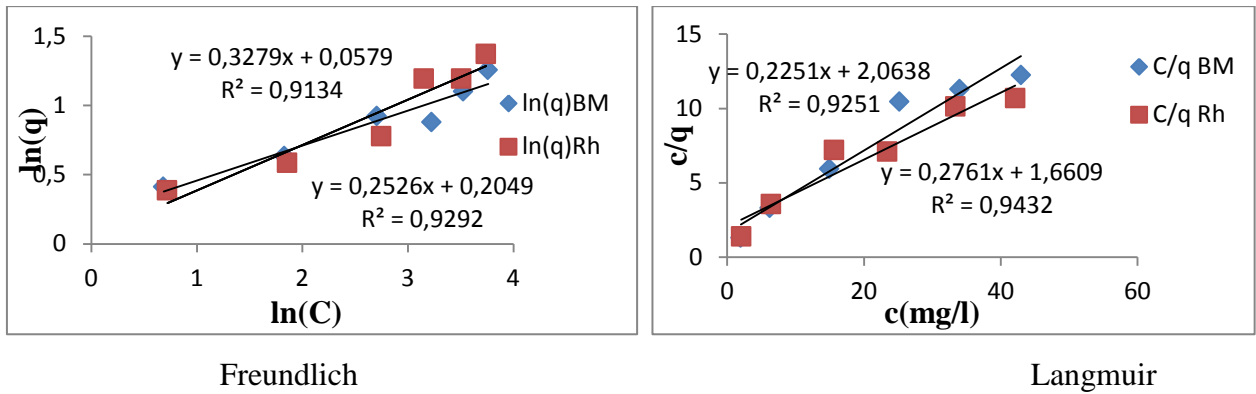 1,5
1
0,5
0
0
1
2
3
4
ln(q)
ln(C)
y = 0,3279x + 0,0579
R² = 0,9134
y = 0,2526x + 0,2049
R² = 0,9292
ln(q)BM
ln(q)Rh
15
10
5
0
0
20
40
60
c/q
c(mg/l)
y = 0,2251x + 2,0638
R² = 0,9251
y = 0,2761x + 1,6609
R² = 0,9432
C/q BM
C/q Rh
Freundlich
Langmuir